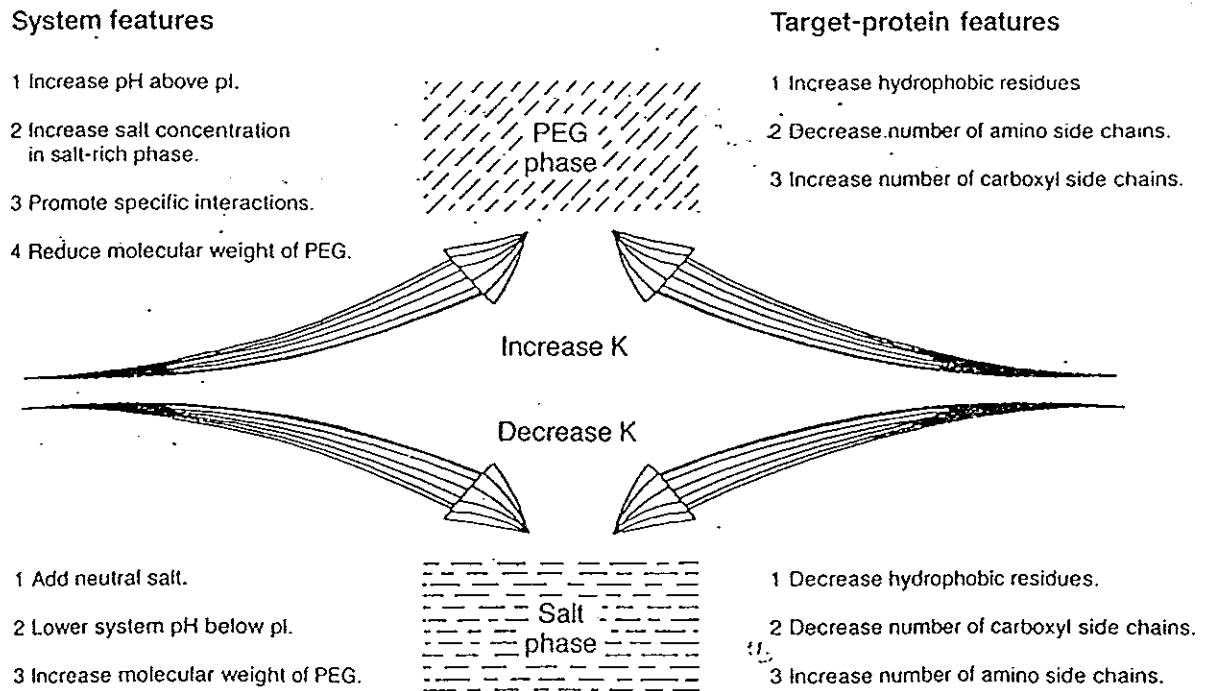 System features
1 Increase pH above pI.
2 Increase salt concentration
in salt-rich phase.
3 Promote specific interactions.
4 Reduce molecular weight of PEG.
PEG
phase
Target-protein features
1 Increase hydrophobic residues
2 Decrease number of amino side chains.
3 Increase number of carboxyl side chains.
Increase K
Decrease K
1 Add neutral salt.
2 Lower system pH below pI.
3 Increase molecular weight of PEG.
Salt
phase
1 Decrease hydrophobic residues.
2 Decrease number of carboxyl side chains.
3 Increase number of amino side chains.